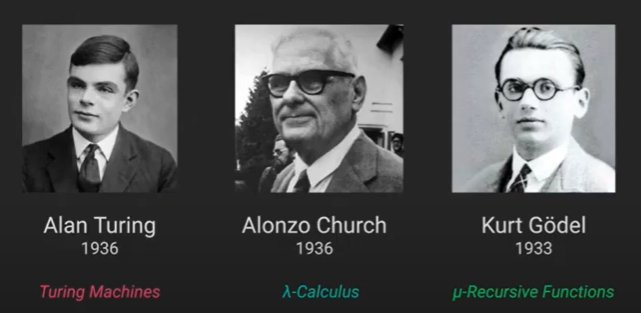 Alan Turing
1936
Turing Machines
Alonzo Church
1936
λ-Calculus
Kurt Gödel
1933
μ-Recursive Functions